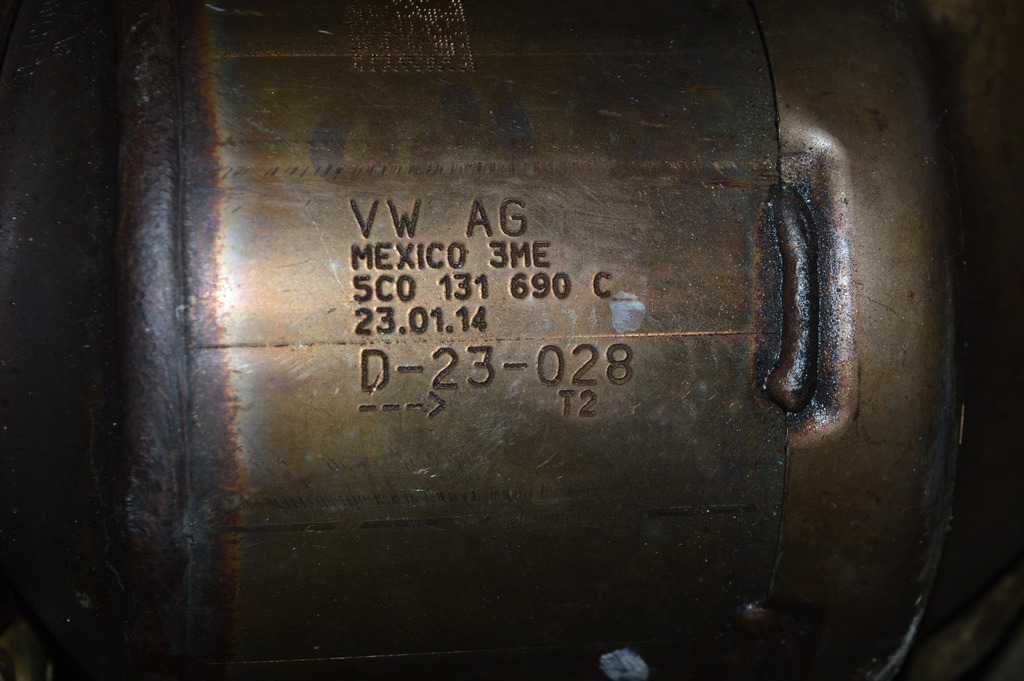 VW AG
MEXICO 3ME
5C0 131 690 C
23.01.14
D-23-028
---> T2